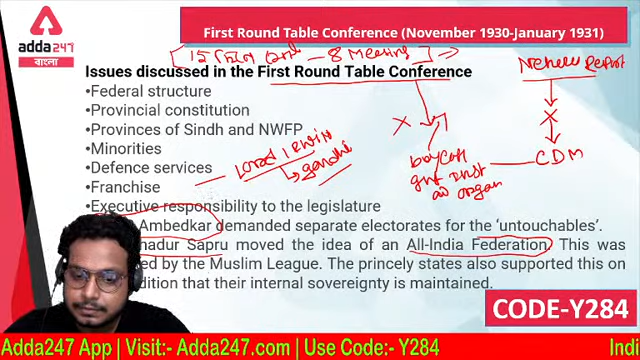 First Round Table Conference (November 1930-January 1931)
adda247
বাংলা
8 Meeting
Nehru Report
Issues discussed in the First Round Table Conference
•Federal structure
•Provincial constitution
•Provinces of Sindh and NWFP
•Minorities
•Defence services
•Franchise
•Executive responsibility to the legislature
Lord Irwin
gandhi
boycott
CDM
Ambedkar demanded separate electorates for the ‘untouchables’.
Sapru moved the idea of an All-India Federation. This was
by the Muslim League. The princely states also supported this on
that their internal sovereignty is maintained.
CODE-Y284
Adda247 App | Visit:- Adda247.com | Use Code:- Y284
Indi